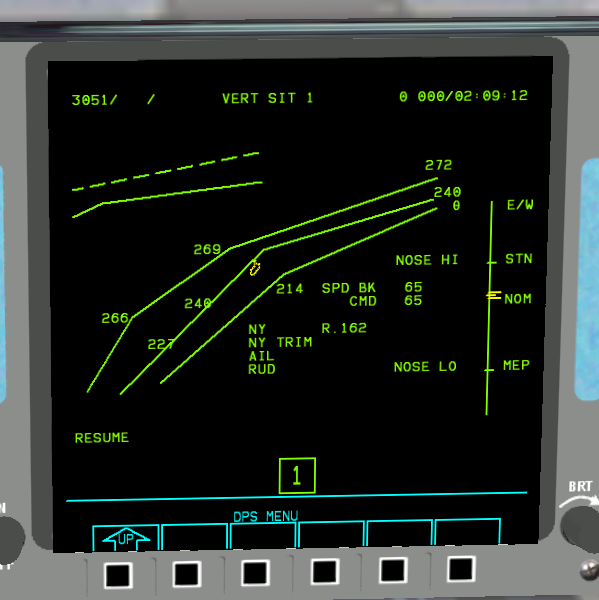 3051/ / VERT SIT 1 0 000/02:09:12
272
240
0 E/W
269
NOSE HI STN
214 SPD BK 65
240 CMD 65 NOM
266
NY R.162
227 NY TRIM
AIL
RUD NOSE LO MEP
RESUME
1
DPS MENU
UP
BRT